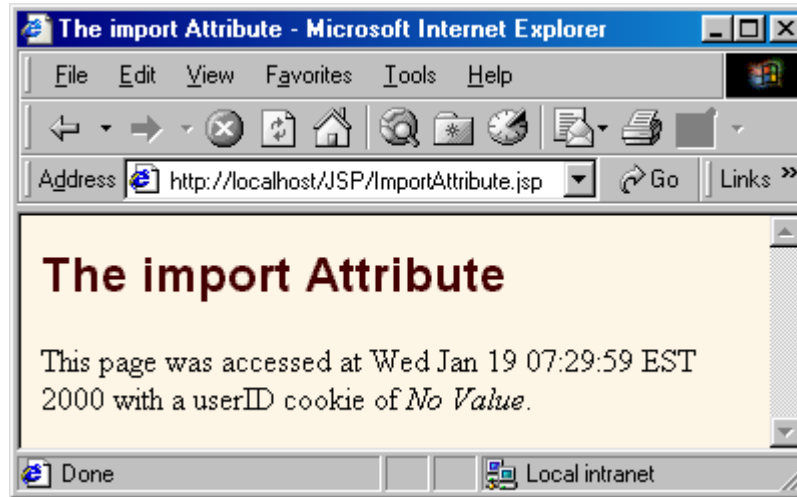 The import Attribute - Microsoft Internet Explorer
File Edit View Favorites Tools Help
Address http://localhost/JSP/ImportAttribute.jsp Go Links »
The import Attribute
This page was accessed at Wed Jan 19 07:29:59 EST
2000 with a userID cookie of No Value.
Done Local intranet